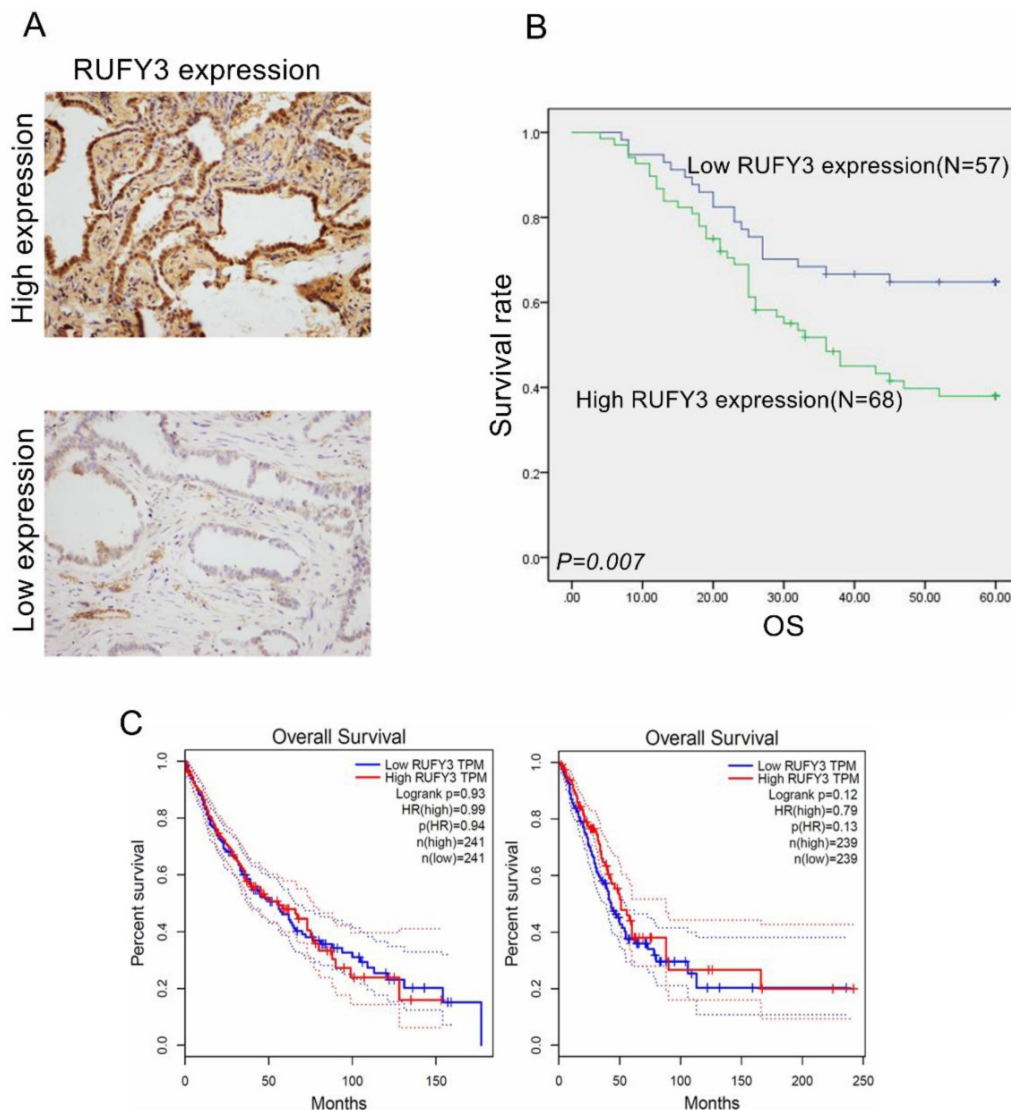 A
RUFY3 expression
High expression
Low expression
B
Survival rate
1.0
0.8
0.6
0.4
0.2
0.0
Low RUFY3 expression(N=57)
High RUFY3 expression(N=68)
P=0.007
.00 10.00 20.00 30.00 40.00 50.00 60.00
OS
C
Overall Survival
Percent survival
1.0
0.8
0.6
0.4
0.2
0.0
Low RUFY3 TPM
High RUFY3 TPM
Logrank p=0.93
HR(high)=0.99
p(HR)=0.94
n(high)=241
n(low)=241
0 50 100 150
Months
Overall Survival
Percent survival
1.0
0.8
0.6
0.4
0.2
0.0
Low RUFY3 TPM
High RUFY3 TPM
Logrank p=0.12
HR(high)=0.79
p(HR)=0.13
n(high)=239
n(low)=239
0 50 100 150 200 250
Months